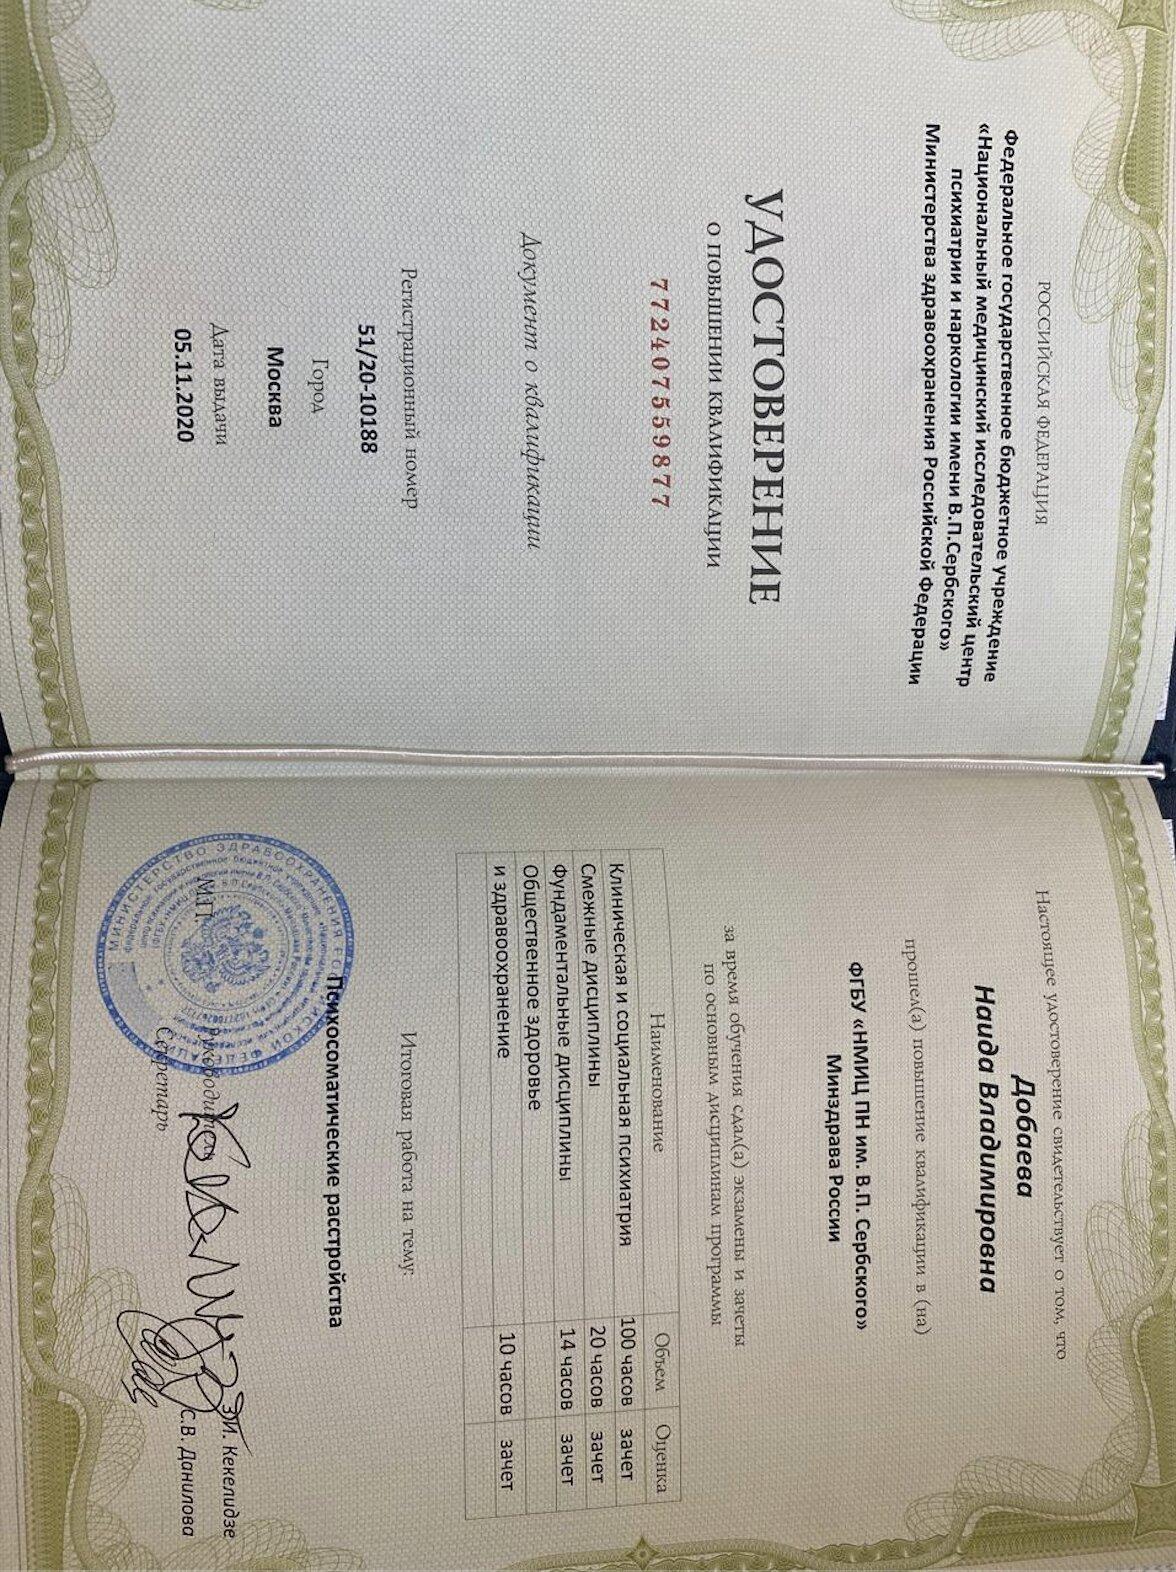 РОССИЙСКАЯ ФЕДЕРАЦИЯ
Федеральное государственное бюджетное учреждение
«Национальный медицинский исследовательский центр
психиатрии и наркологии имени В.П.Сербского»
Министерства здравоохранения Российской Федерации
УДОСТОВЕРЕНИЕ
О ПОВЫШЕНИИ КВАЛИФИКАЦИИ
772407559877
Документ о квалификации
Регистрационный номер
51/20-10188
Город
Москва
Дата выдачи
05.11.2020
Настоящее удостоверение свидетельствует о том, что
Добаева
Наида Владимировна
прошел(а) повышение квалификации в (на)
ФГБУ «НМИЦ ПН им. В.П. Сербского»
Минздрава России
за время обучения сдал(а) экзамены и зачеты
по основным дисциплинам программы
Наименование Объем Оценка
Клиническая и социальная психиатрия 100 часов зачет
Смежные дисциплины 20 часов зачет
Фундаментальные дисциплины 14 часов зачет
Общественное здоровье
и здравоохранение 10 часов зачет
Итоговая работа на тему:
Психосоматические расстройства
М.П. Руководитель З.И. Кекелидзе
Секретарь С.В. Данилова
МИНИСТЕРСТВО ЗДРАВООХРАНЕНИЯ РОССИЙСКОЙ ФЕДЕРАЦИИ